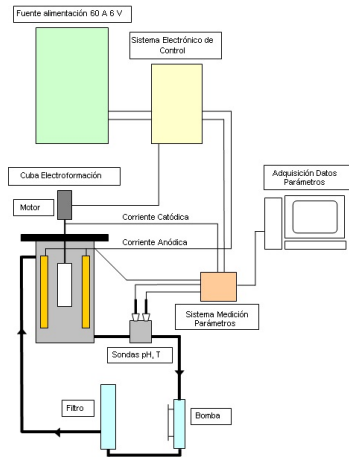 Fuente alimentación 60 A 6 V
Sistema Electrónico de
Control
Cuba Electroformación
Motor
Adquisición Datos
Parámetros
Corriente Catódica
Corriente Anódica
Sistema Medición
Parámetros
Sondas pH, T
Filtro
Bomba